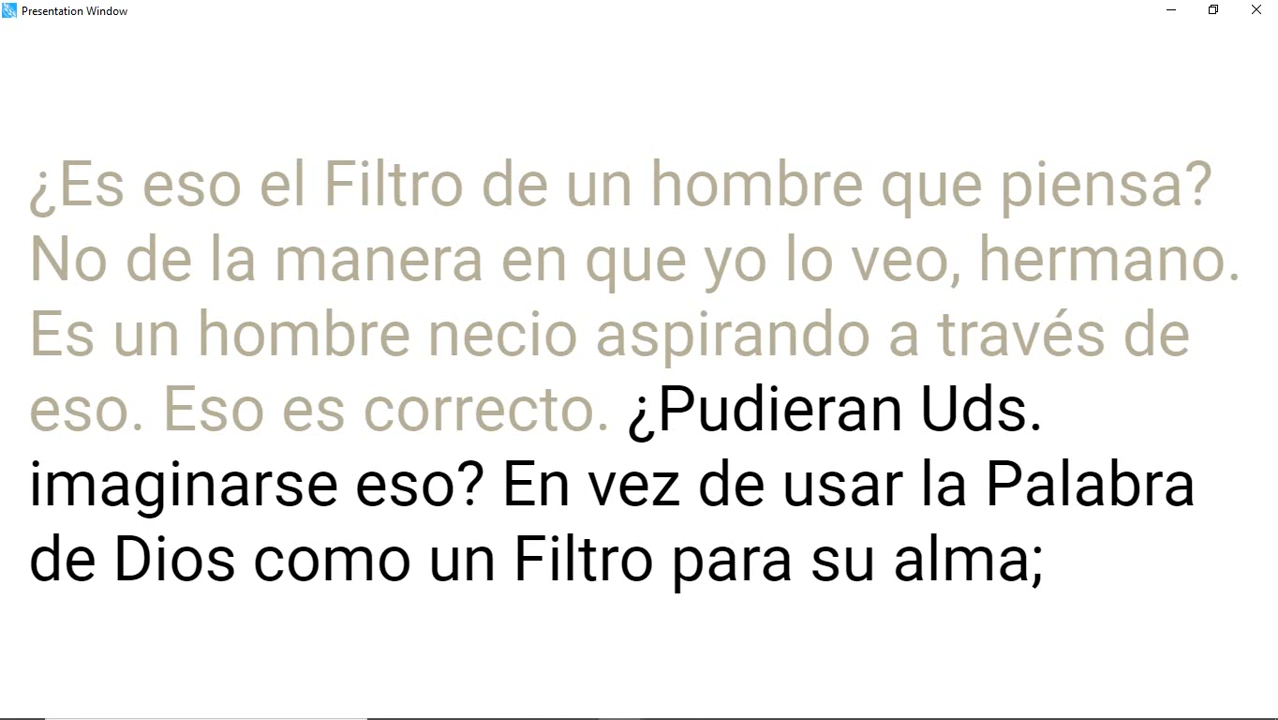 Presentation Window
¿Es eso el Filtro de un hombre que piensa?
No de la manera en que yo lo veo, hermano.
Es un hombre necio aspirando a través de
eso. Eso es correcto. ¿Pudieran Uds.
imaginarse eso? En vez de usar la Palabra
de Dios como un Filtro para su alma;